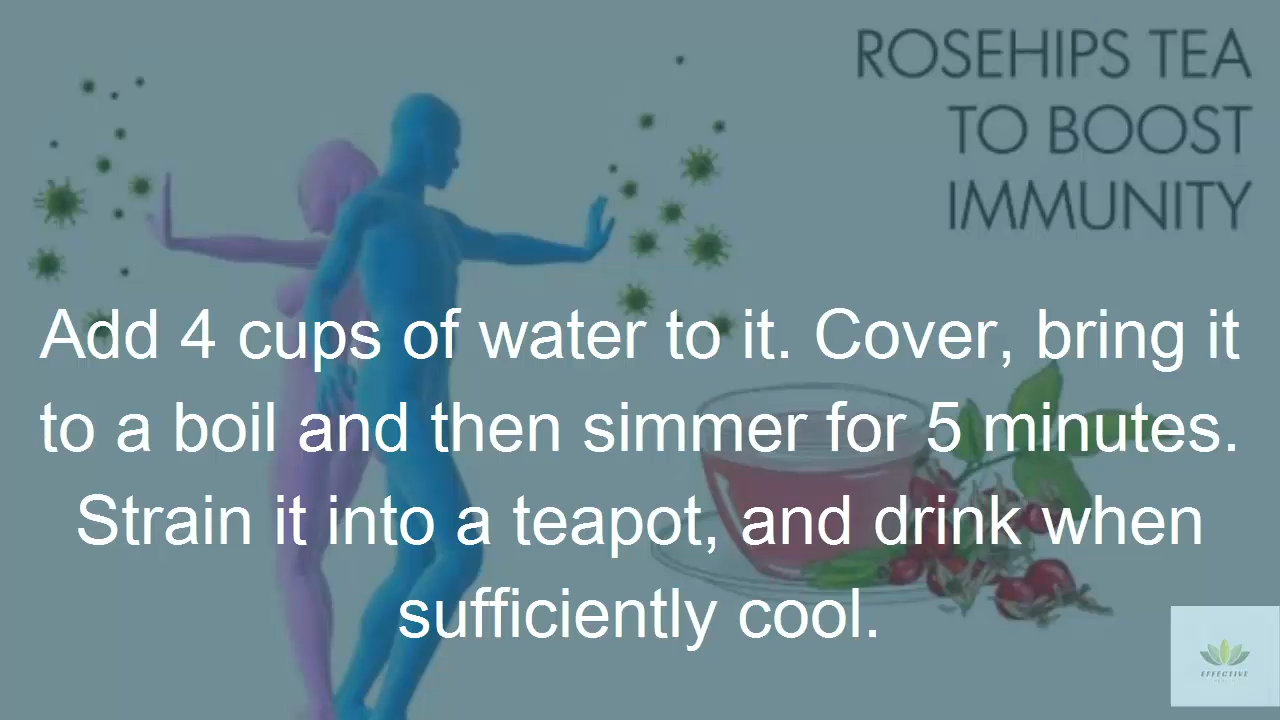 ROSEHIPS TEA
TO BOOST
IMMUNITY
Add 4 cups of water to it. Cover, bring it
to a boil and then simmer for 5 minutes.
Strain it into a teapot, and drink when
sufficiently cool.
EFFECTIVE